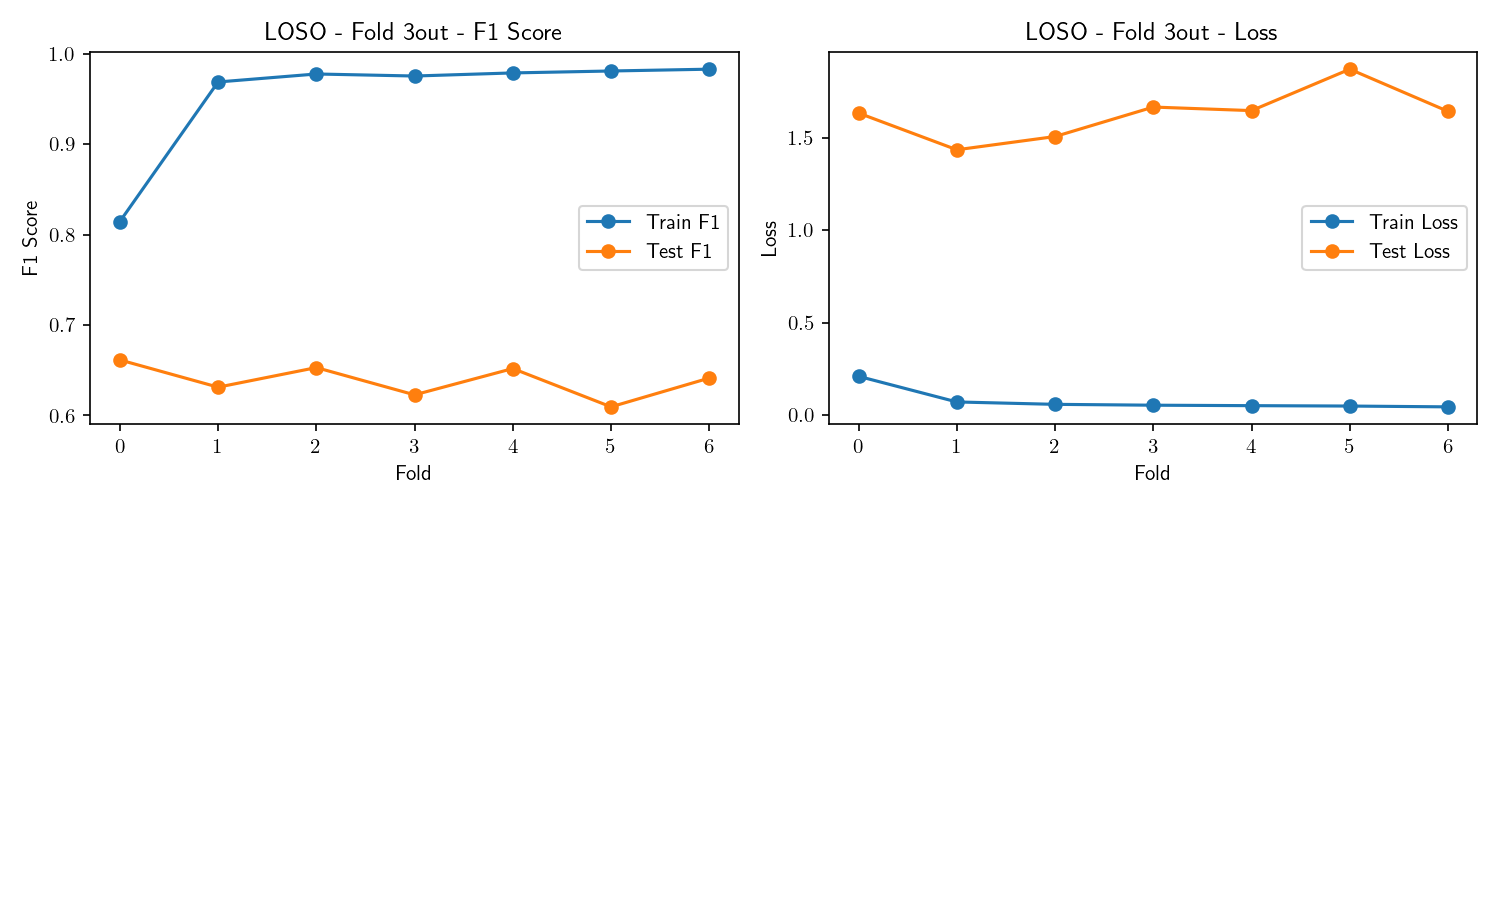 LOSO - Fold 3out - F1 Score
1.0
0.9
0.8
0.7
0.6
F1 Score
Train F1
Test F1
0 1 2 3 4 5 6
Fold
LOSO - Fold 3out - Loss
1.5
1.0
0.5
0.0
Loss
Train Loss
Test Loss
0 1 2 3 4 5 6
Fold